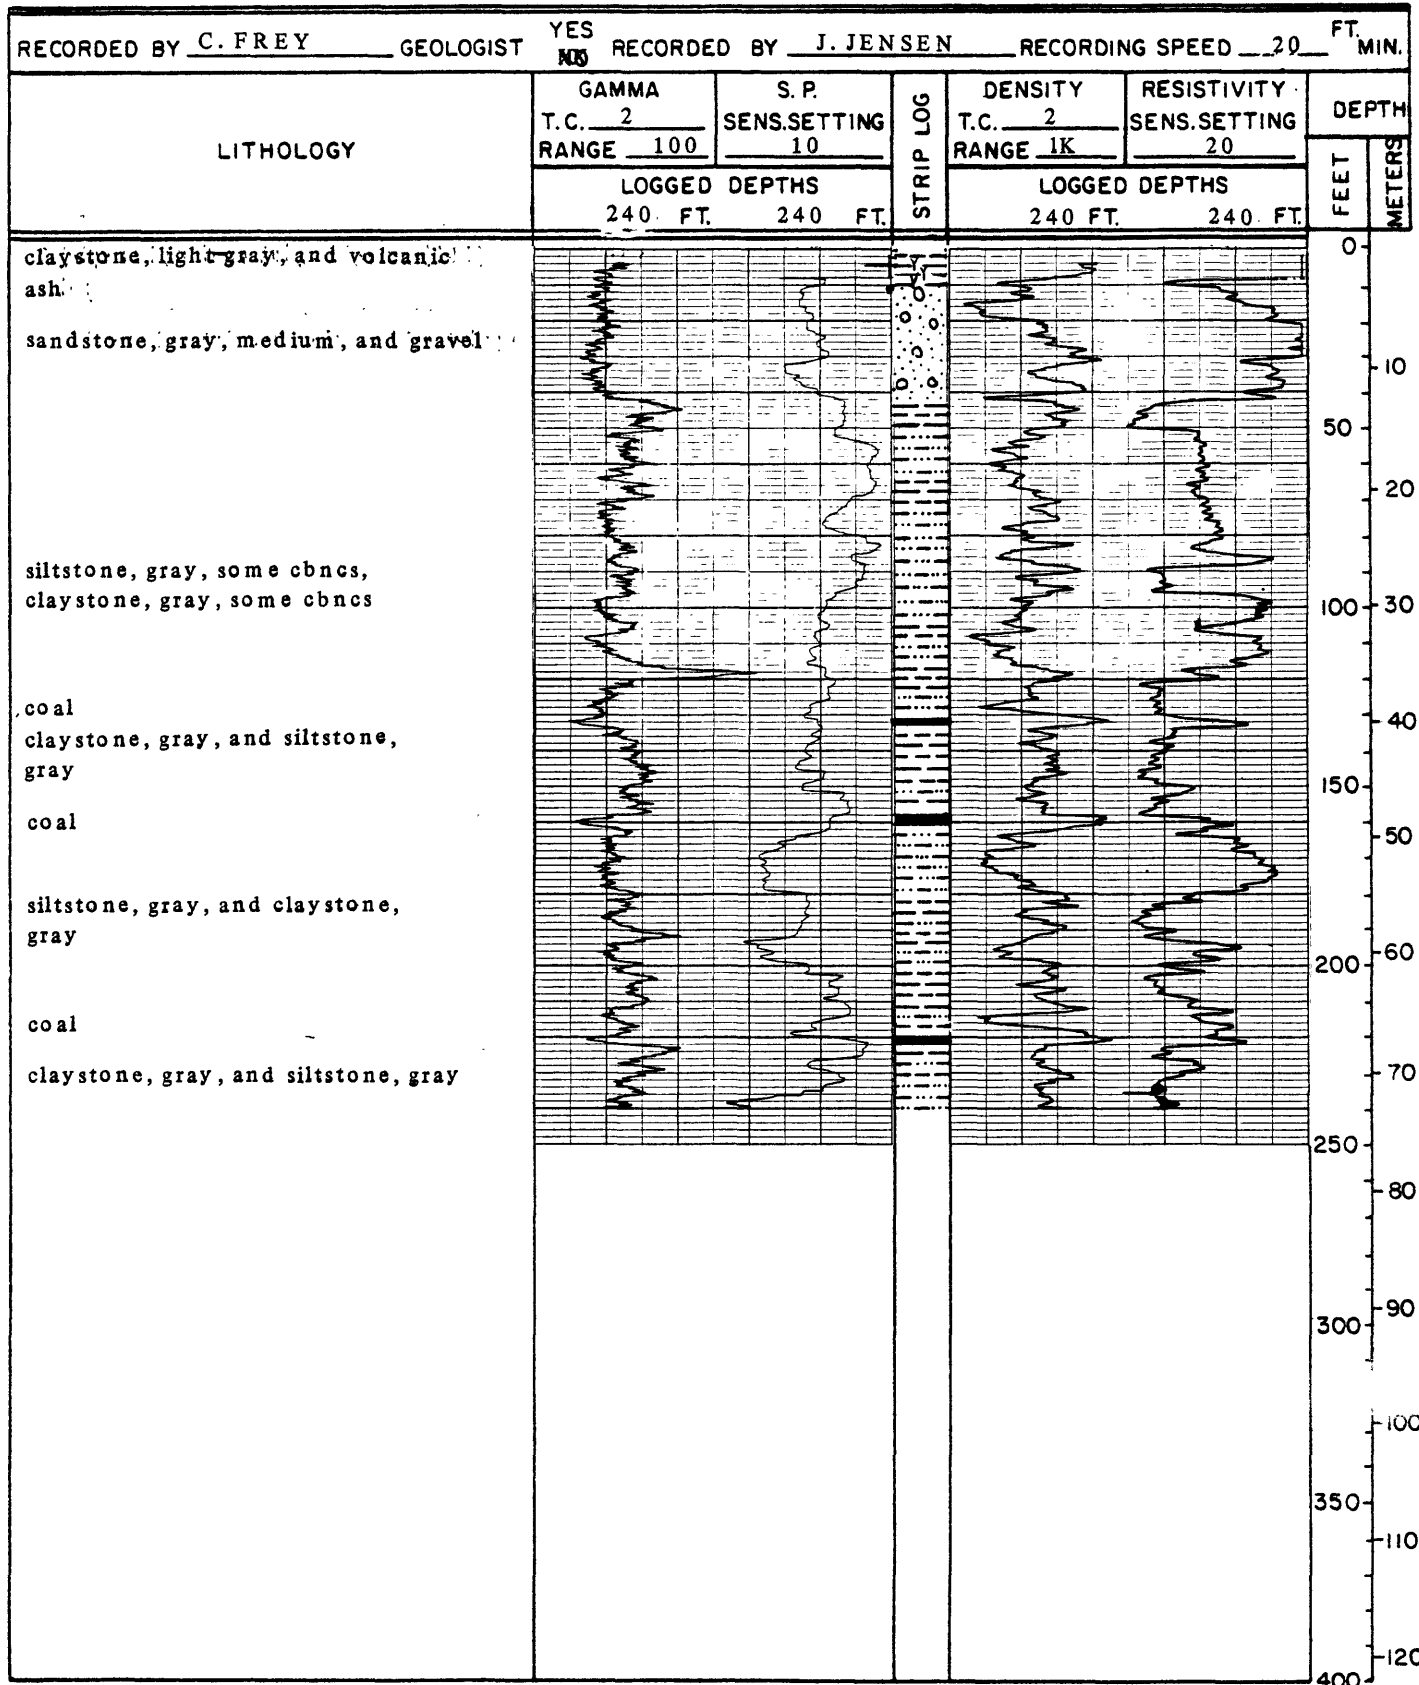 RECORDED BY C. FREY GEOLOGIST YES RECORDED BY J. JENSEN RECORDING SPEED 20 FT. MIN.
LITHOLOGY
GAMMA
T.C. 2
RANGE 100
S. P.
SENS.SETTING
10
LOGGED DEPTHS
240 FT. 240 FT.
STRIP LOG
DENSITY
T.C. 2
RANGE 1K
RESISTIVITY
SENS.SETTING
20
LOGGED DEPTHS
240 FT. 240 FT.
DEPTH
FEET
METERS
claystone, light gray, and volcanic
ash
sandstone, gray, medium, and gravel
siltstone, gray, some cbncs,
claystone, gray, some cbncs
coal
claystone, gray, and siltstone,
gray
coal
siltstone, gray, and claystone,
gray
coal
claystone, gray, and siltstone, gray
0
10
50
20
100
30
40
150
50
200
60
70
250
80
90
300
100
350
110
120
400